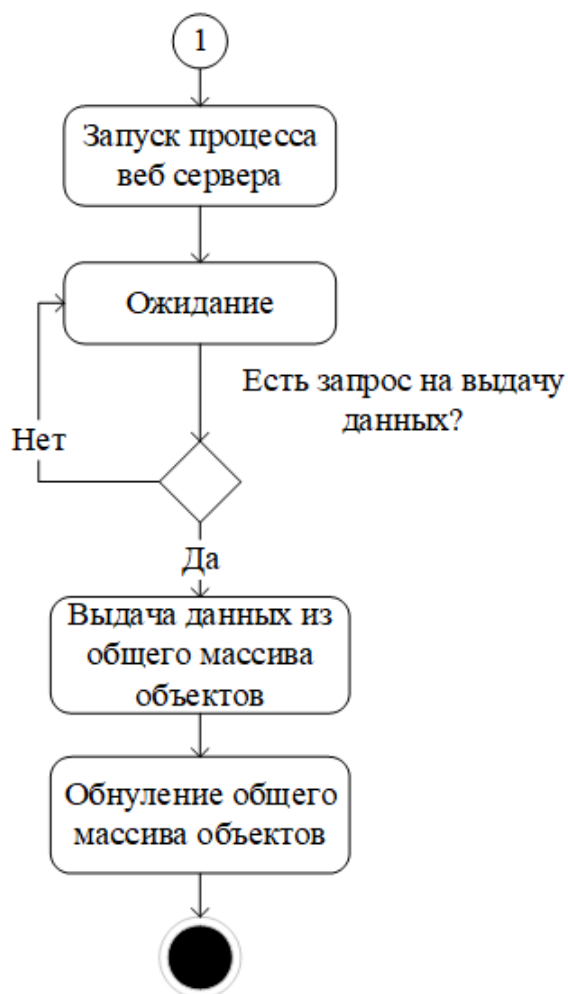 1
Запуск процесса
веб сервера
Ожидание
Есть запрос на выдачу
данных?
Нет
Да
Выдача данных из
общего массива
объектов
Обнуление общего
массива объектов